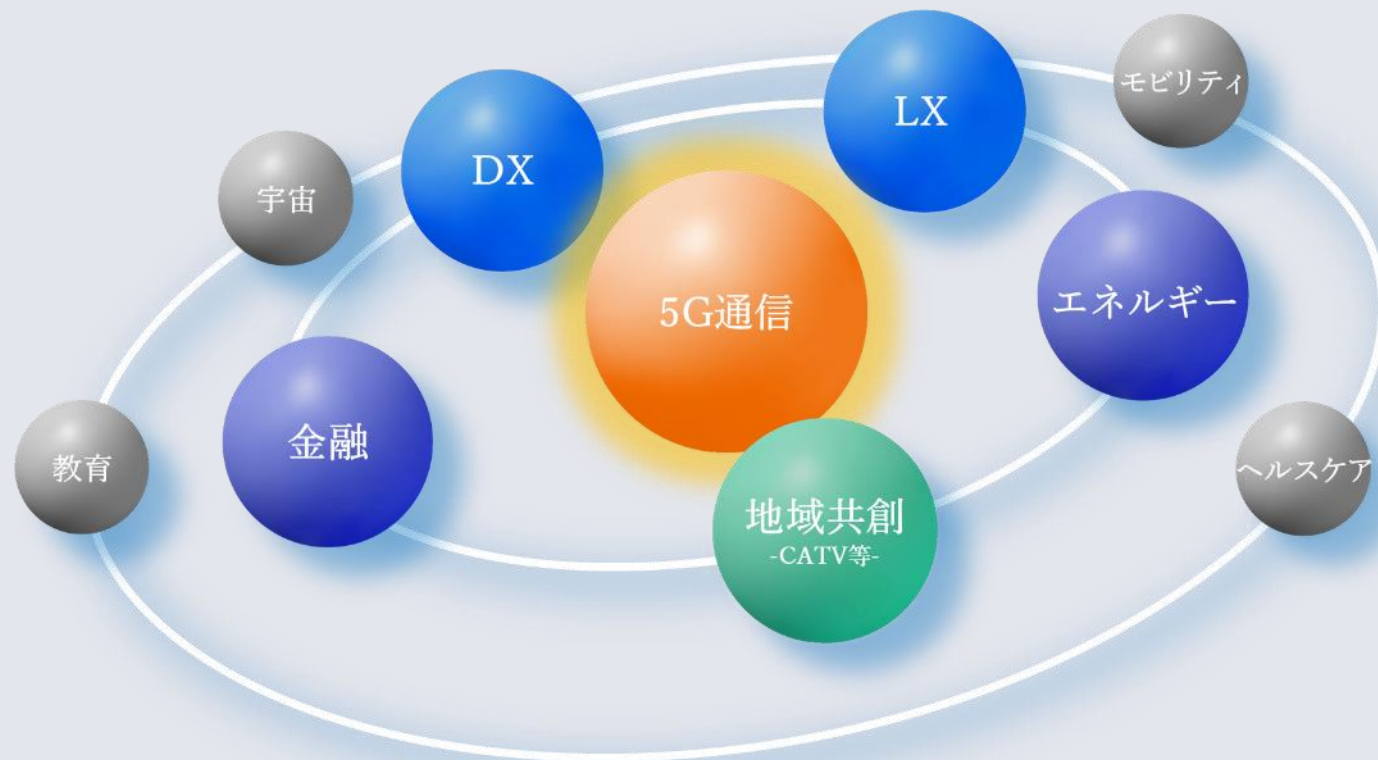 モビリティ
LX
DX
宇宙
エネルギー
5G通信
金融
教育
ヘルスケア
地域共創
-CATV等-